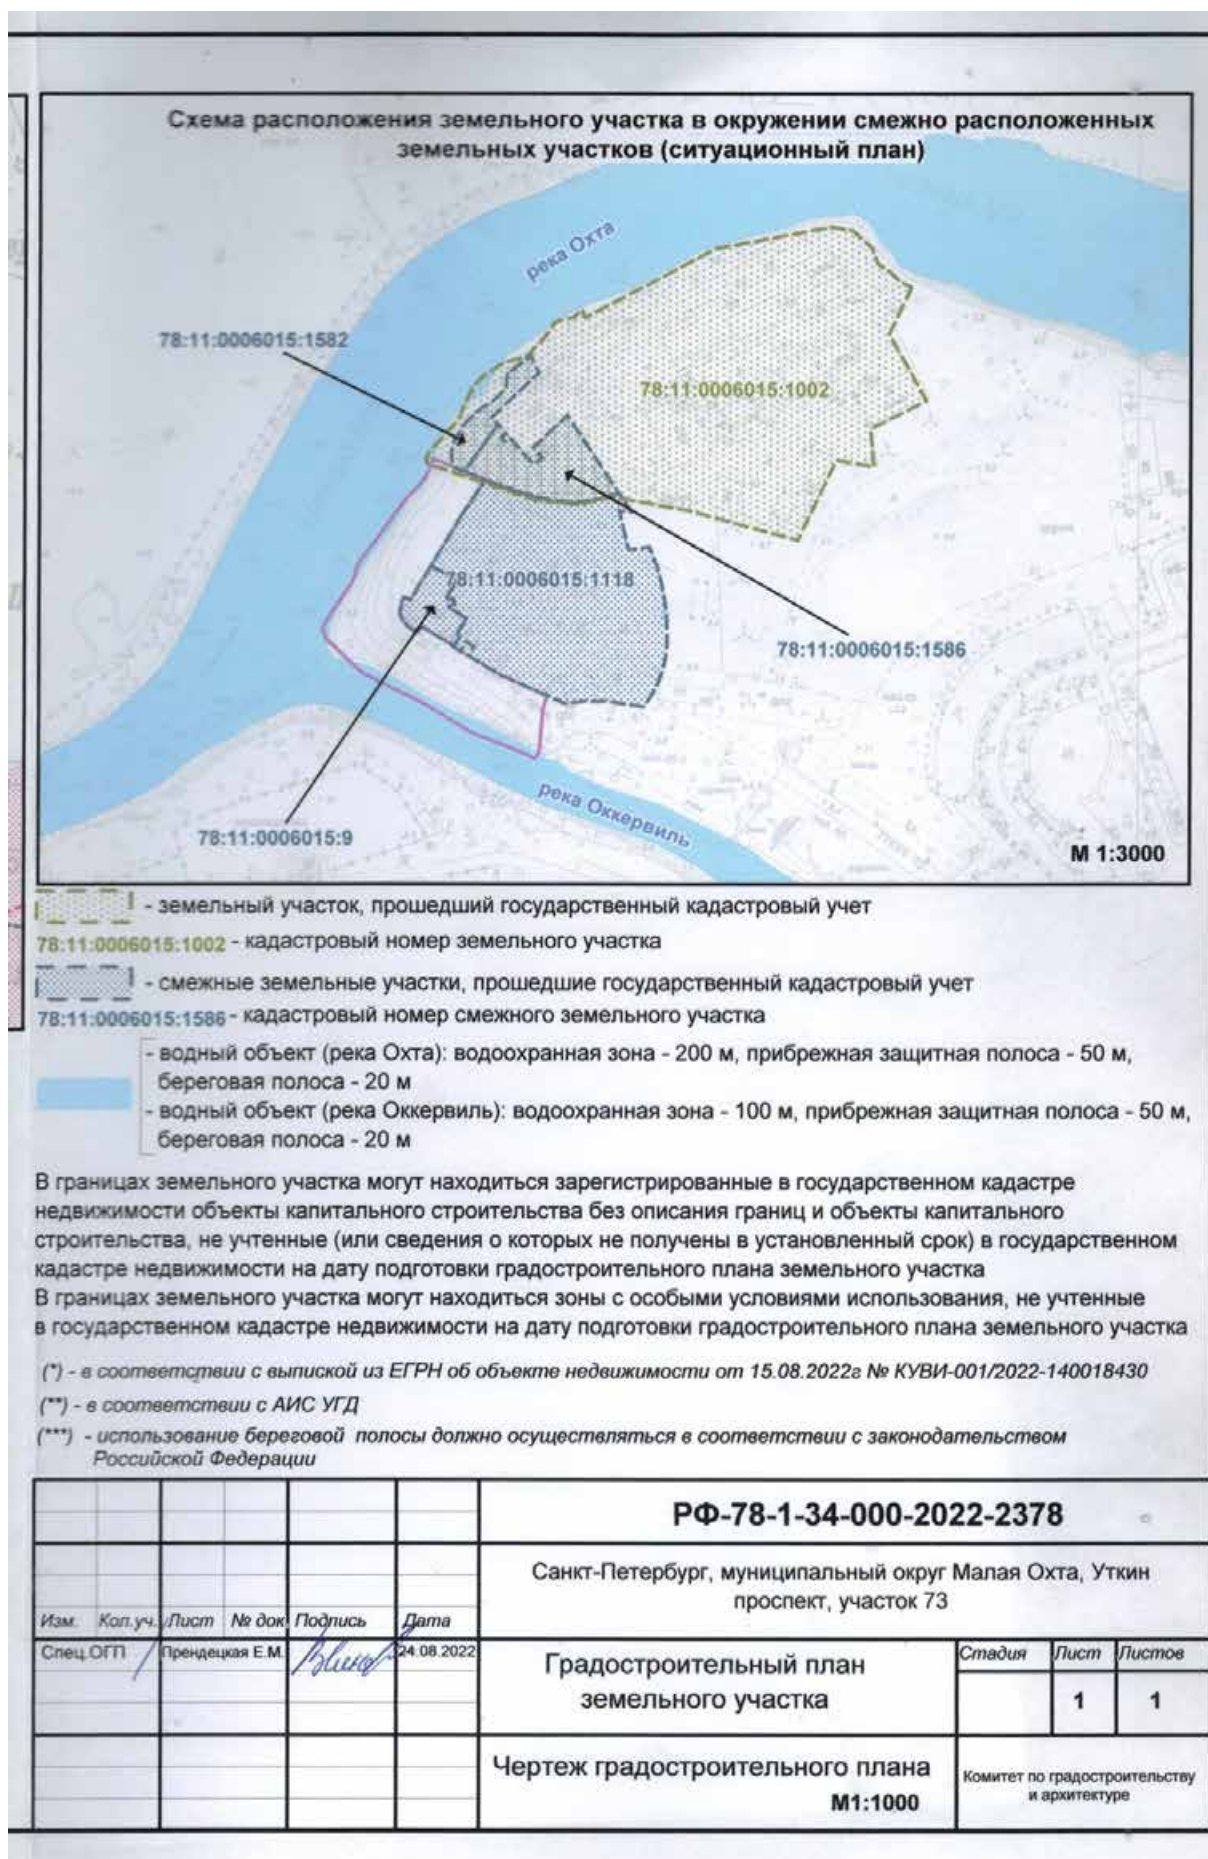 Схема расположения земельного участка в окружении смежно расположенных
земельных участков (ситуационный план)
река Охта
78:11:0006015:1582
78:11:0006015:1002
78:11:0006015:1118
78:11:0006015:1586
река Оккервиль
78:11:0006015:9
М 1:3000
- земельный участок, прошедший государственный кадастровый учет
78:11:0006015:1002 - кадастровый номер земельного участка
- смежные земельные участки, прошедшие государственный кадастровый учет
78:11:0006015:1586 - кадастровый номер смежного земельного участка
- водный объект (река Охта): водоохранная зона - 200 м, прибрежная защитная полоса - 50 м,
береговая полоса - 20 м
- водный объект (река Оккервиль): водоохранная зона - 100 м, прибрежная защитная полоса - 50 м,
береговая полоса - 20 м
В границах земельного участка могут находиться зарегистрированные в государственном кадастре
недвижимости объекты капитального строительства без описания границ и объекты капитального
строительства, не учтенные (или сведения о которых не получены в установленный срок) в государственном
кадастре недвижимости на дату подготовки градостроительного плана земельного участка
В границах земельного участка могут находиться зоны с особыми условиями использования, не учтенные
в государственном кадастре недвижимости на дату подготовки градостроительного плана земельного участка
(*) - в соответствии с выпиской из ЕГРН об объекте недвижимости от 15.08.2022г № КУВИ-001/2022-140018430
(**) - в соответствии с АИС УГД
(***) - использование береговой полосы должно осуществляться в соответствии с законодательством
Российской Федерации
РФ-78-1-34-000-2022-2378
Санкт-Петербург, муниципальный округ Малая Охта, Уткин
проспект, участок 73
Изм. Кол.уч. Лист № док Подпись Дата
Спец.ОГП Прендецкая Е.М. 24.08.2022
Градостроительный план
земельного участка
Стадия Лист Листов
1 1
Чертеж градостроительного плана
М1:1000
Комитет по градостроительству
и архитектуре